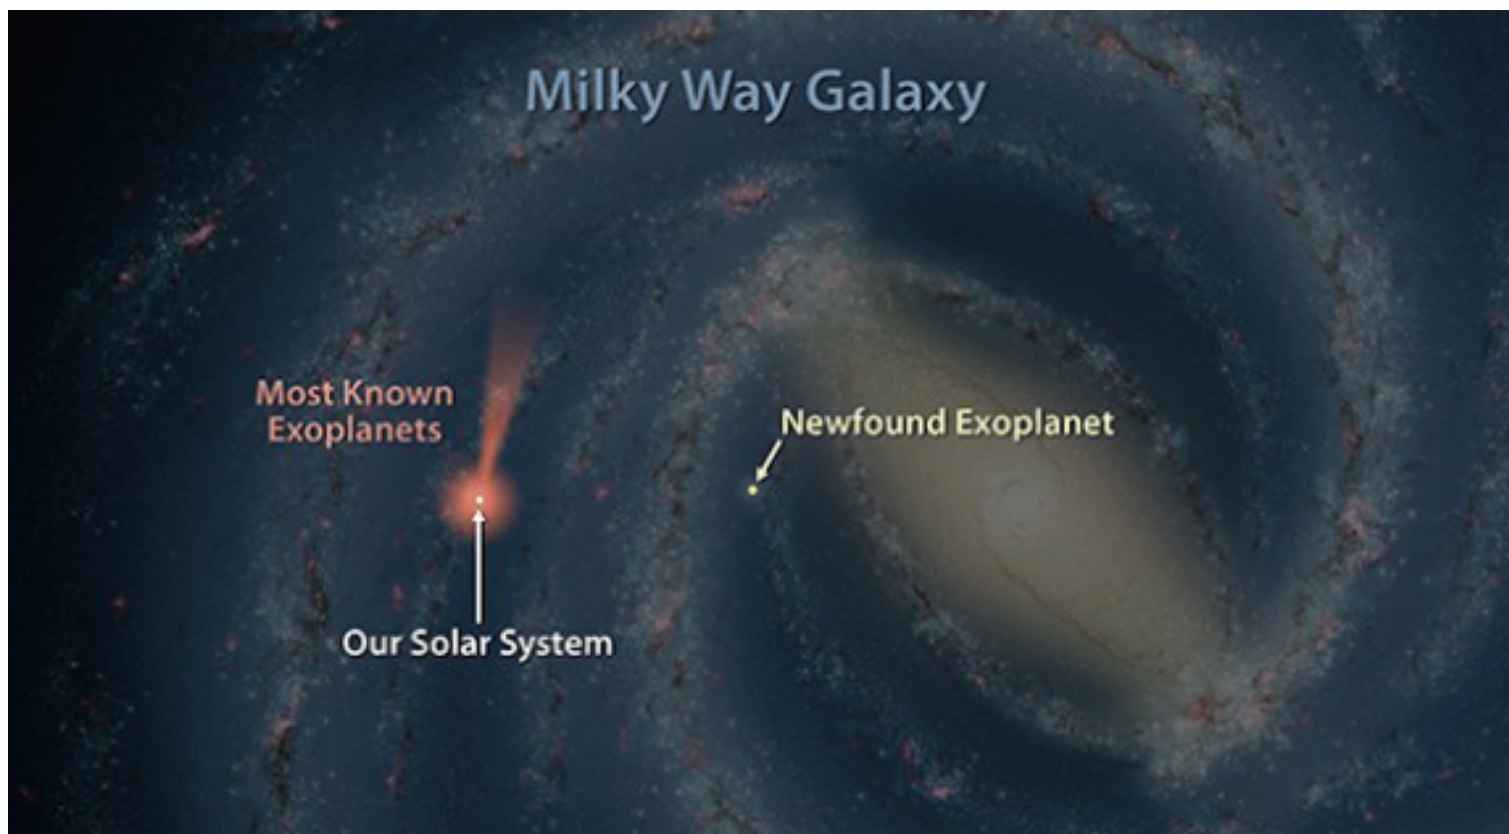 Milky Way Galaxy
Most Known
Exoplanets
Newfound Exoplanet
Our Solar System